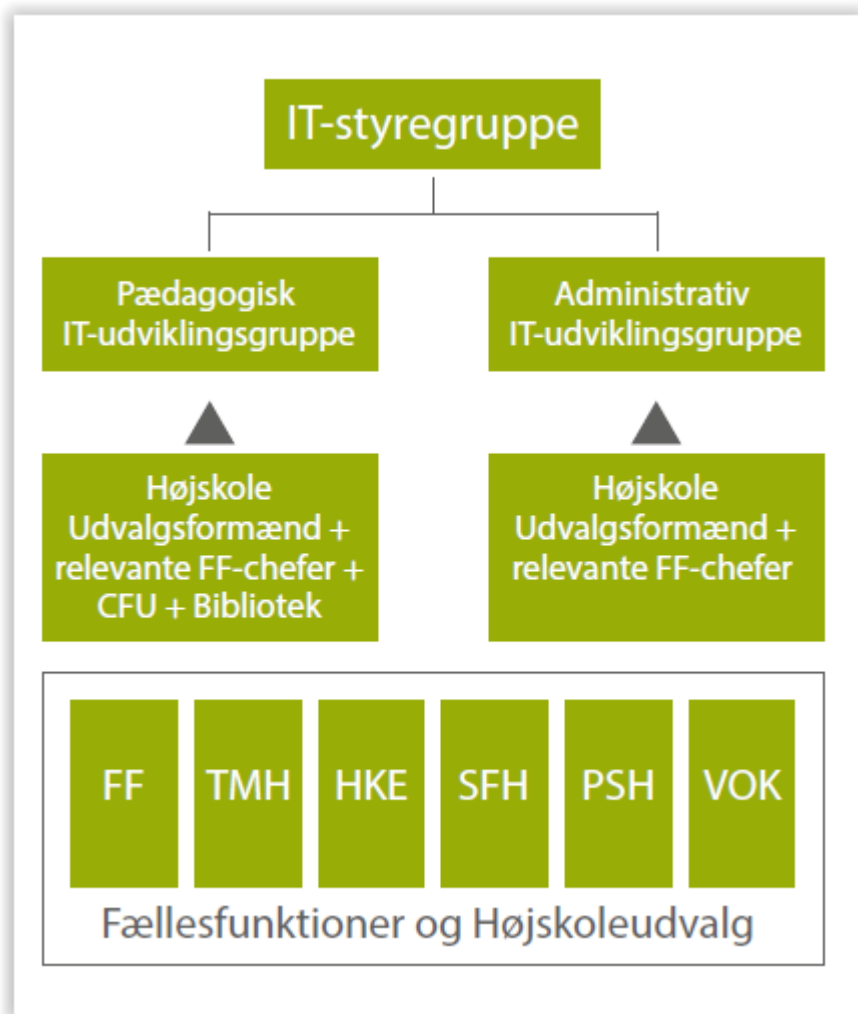 IT-styregruppe
Pædagogisk
IT-udviklingsgruppe
Administrativ
IT-udviklingsgruppe
Højskole
Udvalgsformænd +
relevante FF-chefer +
CFU + Bibliotek
Højskole
Udvalgsformænd +
relevante FF-chefer
FF
TMH
HKE
SFH
PSH
VOK
Fællesfunktioner og Højskoleudvalg